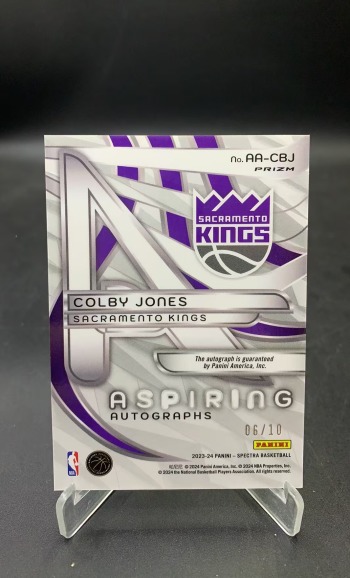 No. AA-CBJ
PRIZM
SACRAMENTO
KINGS
COLBY JONES
SACRAMENTO KINGS
The autograph is guaranteed
by Panini America, Inc.
ASPIRING
AUTOGRAPHS
06/10
PANINI
2023-24 PANINI – SPECTRA BASKETBALL
© 2024 Panini America, Inc. © 2024 NBA Properties, Inc.
© 2024 the National Basketball Players Association. All rights reserved.
NBA